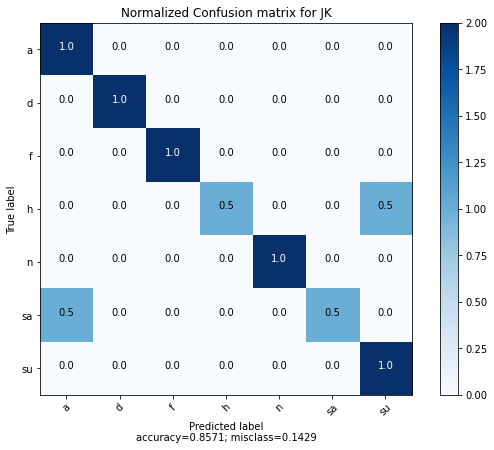 Normalized Confusion matrix for JK
True label
a 1.0 0.0 0.0 0.0 0.0 0.0 0.0
d 0.0 1.0 0.0 0.0 0.0 0.0 0.0
f 0.0 0.0 1.0 0.0 0.0 0.0 0.0
h 0.0 0.0 0.0 0.5 0.0 0.0 0.5
n 0.0 0.0 0.0 0.0 1.0 0.0 0.0
sa 0.5 0.0 0.0 0.0 0.0 0.5 0.0
su 0.0 0.0 0.0 0.0 0.0 0.0 1.0
a d f h n sa su
Predicted label
accuracy=0.8571; misclass=0.1429
2.00
1.75
1.50
1.25
1.00
0.75
0.50
0.25
0.00